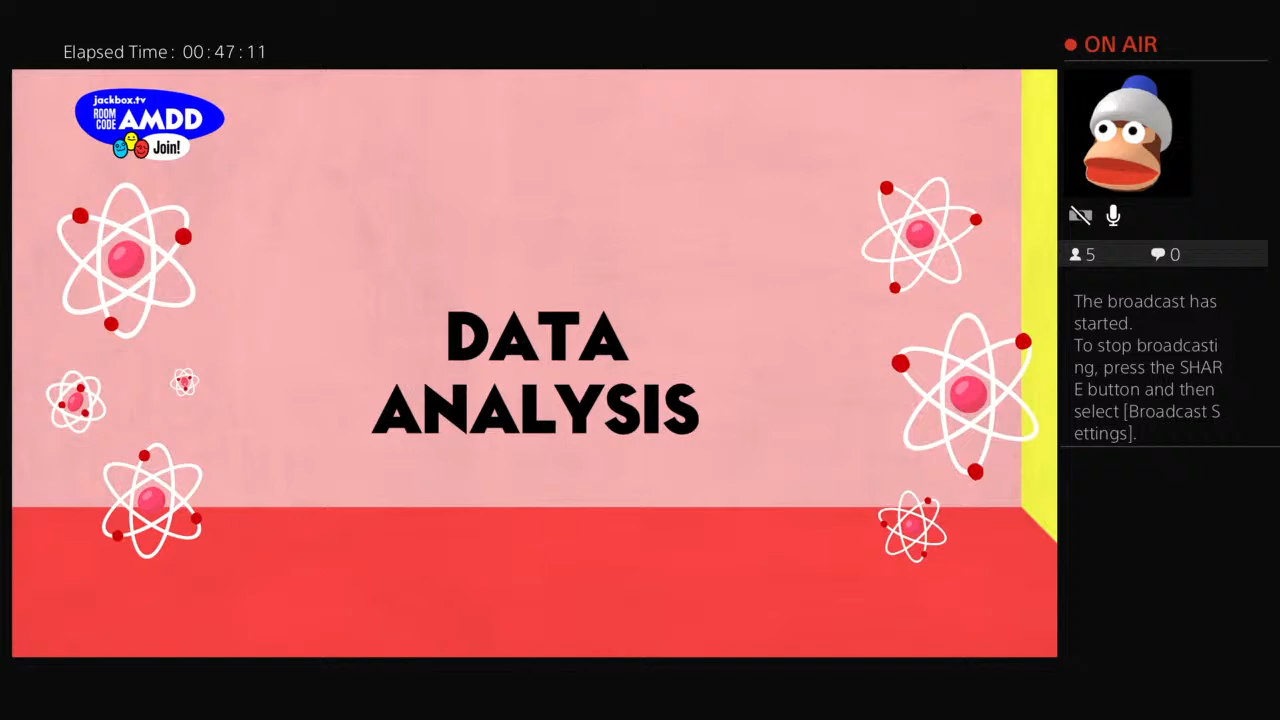 Elapsed Time: 00:47:11
ON AIR
jackbox.tv
ROOM CODE AMDD
Join!
5 0
DATA
ANALYSIS
The broadcast has
started.
To stop broadcasti
ng, press the SHAR
E button and then
select [Broadcast S
ettings].